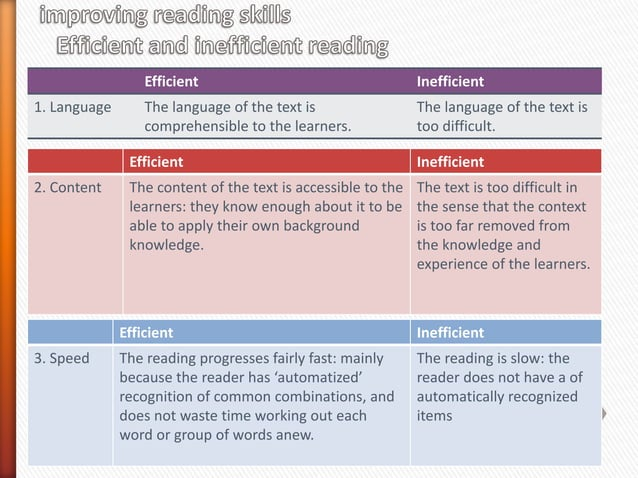 improving reading skills
Efficient and inefficient reading
Efficient Inefficient
1. Language The language of the text is The language of the text is
comprehensible to the learners. too difficult.
Efficient Inefficient
2. Content The content of the text is accessible to the The text is too difficult in
learners: they know enough about it to be the sense that the context
able to apply their own background is too far removed from
knowledge. the knowledge and
experience of the learners.
Efficient Inefficient
3. Speed The reading progresses fairly fast: mainly The reading is slow: the
because the reader has ‘automatized’ reader does not have a of
recognition of common combinations, and automatically recognized
does not waste time working out each items
word or group of words anew.